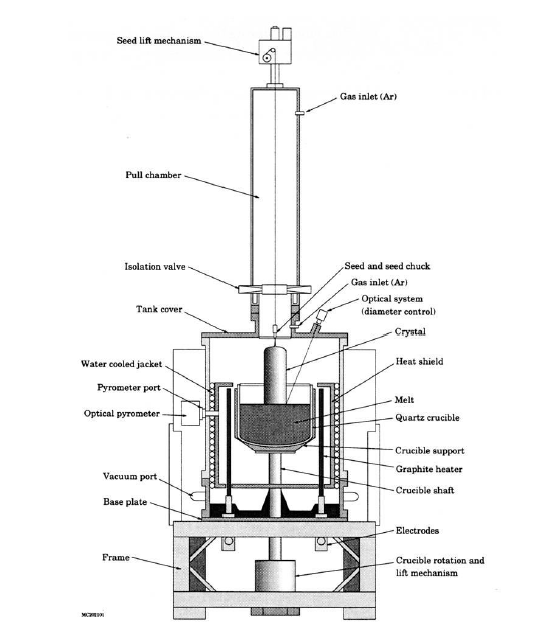 Seed lift mechanism
Gas inlet (Ar)
Pull chamber
Isolation valve
Seed and seed chuck
Gas inlet (Ar)
Optical system
(diameter control)
Tank cover
Crystal
Water cooled jacket
Heat shield
Pyrometer port
Melt
Optical pyrometer
Quartz crucible
Crucible support
Graphite heater
Vacuum port
Crucible shaft
Base plate
Electrodes
Frame
Crucible rotation and
lift mechanism